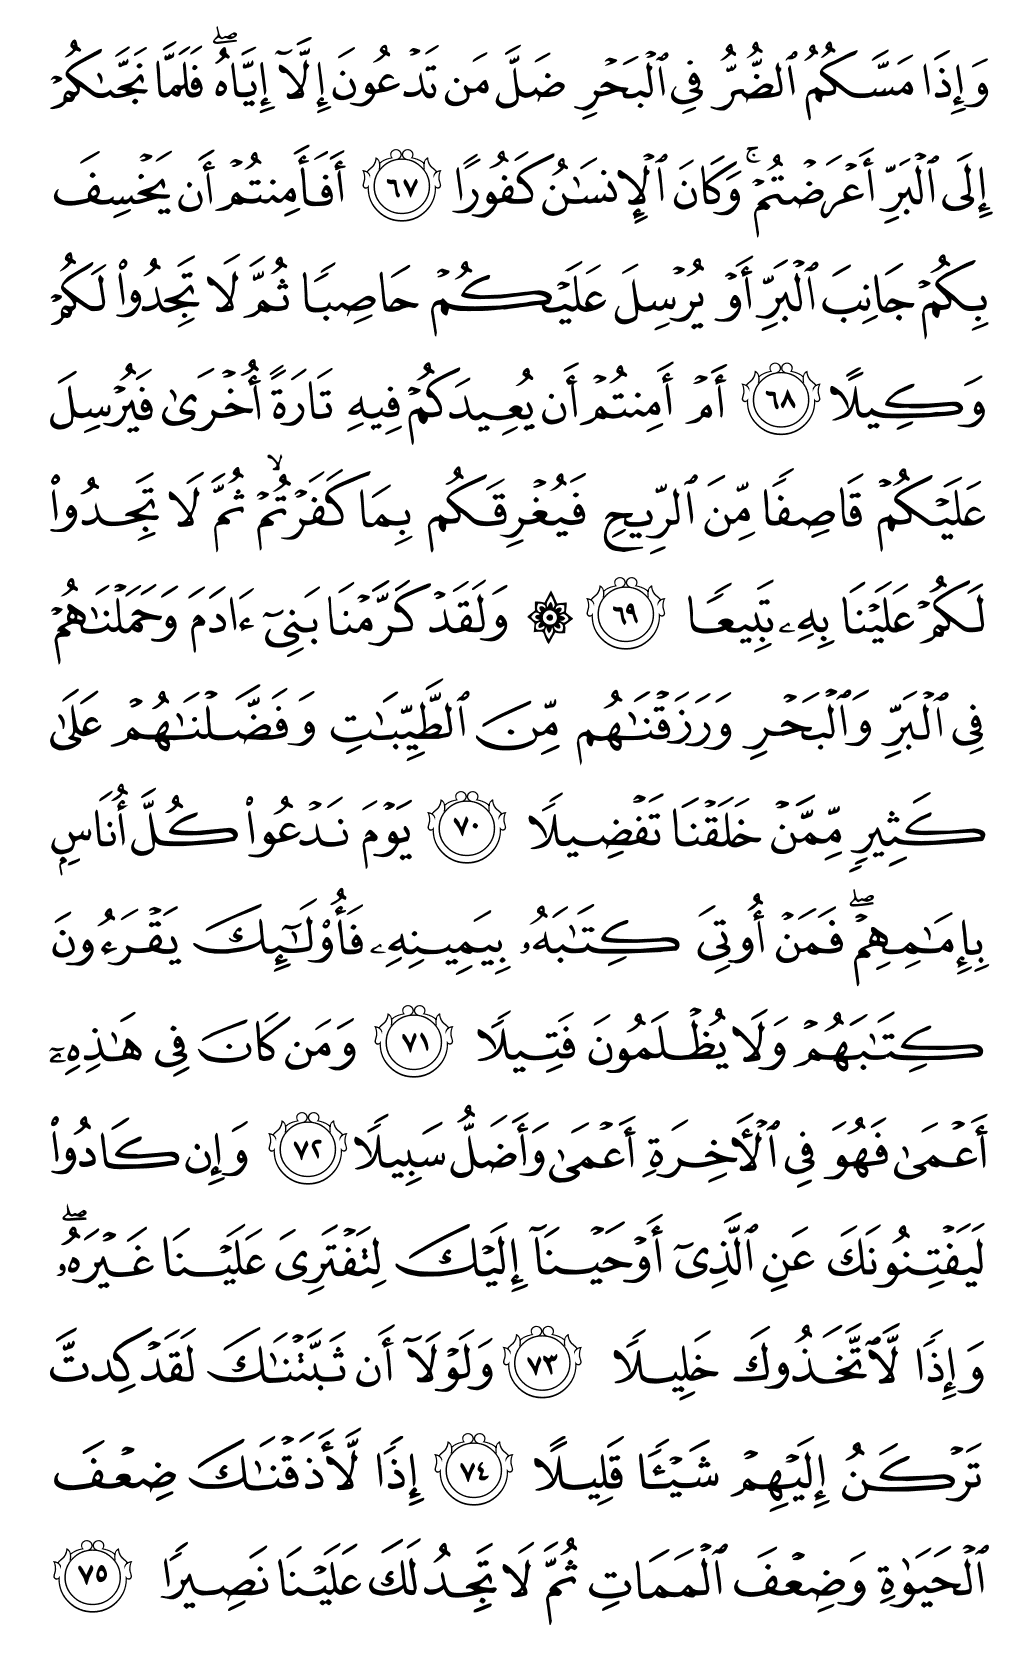 وَإِذَا مَسَّكُمُ ٱلضُّرُّ فِي ٱلۡبَحۡرِ ضَلَّ مَن تَدۡعُونَ إِلَّآ إِيَّاهُۖ فَلَمَّا نَجَّىٰكُمۡ
إِلَى ٱلۡبَرِّ أَعۡرَضۡتُمۡۚ وَكَانَ ٱلۡإِنسَٰنُ كَفُورًا ٦٧ أَفَأَمِنتُمۡ أَن يَخۡسِفَ
بِكُمۡ جَانِبَ ٱلۡبَرِّ أَوۡ يُرۡسِلَ عَلَيۡكُمۡ حَاصِبٗا ثُمَّ لَا تَجِدُواْ لَكُمۡ
وَكِيلًا ٦٨ أَمۡ أَمِنتُمۡ أَن يُعِيدَكُمۡ فِيهِ تَارَةً أُخۡرَىٰ فَيُرۡسِلَ
عَلَيۡكُمۡ قَاصِفٗا مِّنَ ٱلرِّيحِ فَيُغۡرِقَكُم بِمَا كَفَرۡتُمۡۙ ثُمَّ لَا تَجِدُواْ
لَكُمۡ عَلَيۡنَا بِهِۦ تَبِيعٗا ٦٩ ۞ وَلَقَدۡ كَرَّمۡنَا بَنِيٓ ءَادَمَ وَحَمَلۡنَٰهُمۡ
فِي ٱلۡبَرِّ وَٱلۡبَحۡرِ وَرَزَقۡنَٰهُم مِّنَ ٱلطَّيِّبَٰتِ وَفَضَّلۡنَٰهُمۡ عَلَىٰ
كَثِيرٖ مِّمَّنۡ خَلَقۡنَا تَفۡضِيلٗا ٧٠ يَوۡمَ نَدۡعُواْ كُلَّ أُنَاسِۭ
بِإِمَٰمِهِمۡۖ فَمَنۡ أُوتِيَ كِتَٰبَهُۥ بِيَمِينِهِۦ فَأُوْلَٰٓئِكَ يَقۡرَءُونَ
كِتَٰبَهُمۡ وَلَا يُظۡلَمُونَ فَتِيلٗا ٧١ وَمَن كَانَ فِي هَٰذِهِۦٓ
أَعۡمَىٰ فَهُوَ فِي ٱلۡأٓخِرَةِ أَعۡمَىٰ وَأَضَلُّ سَبِيلٗا ٧٢ وَإِن كَادُواْ
لَيَفۡتِنُونَكَ عَنِ ٱلَّذِيٓ أَوۡحَيۡنَآ إِلَيۡكَ لِتَفۡتَرِيَ عَلَيۡنَا غَيۡرَهُۥۖ
وَإِذٗا لَّٱتَّخَذُوكَ خَلِيلٗا ٧٣ وَلَوۡلَآ أَن ثَبَّتۡنَٰكَ لَقَدۡ كِدتَّ
تَرۡكَنُ إِلَيۡهِمۡ شَيۡـٔٗا قَلِيلًا ٧٤ إِذٗا لَّأَذَقۡنَٰكَ ضِعۡفَ
ٱلۡحَيَوٰةِ وَضِعۡفَ ٱلۡمَمَاتِ ثُمَّ لَا تَجِدُ لَكَ عَلَيۡنَا نَصِيرٗا ٧٥